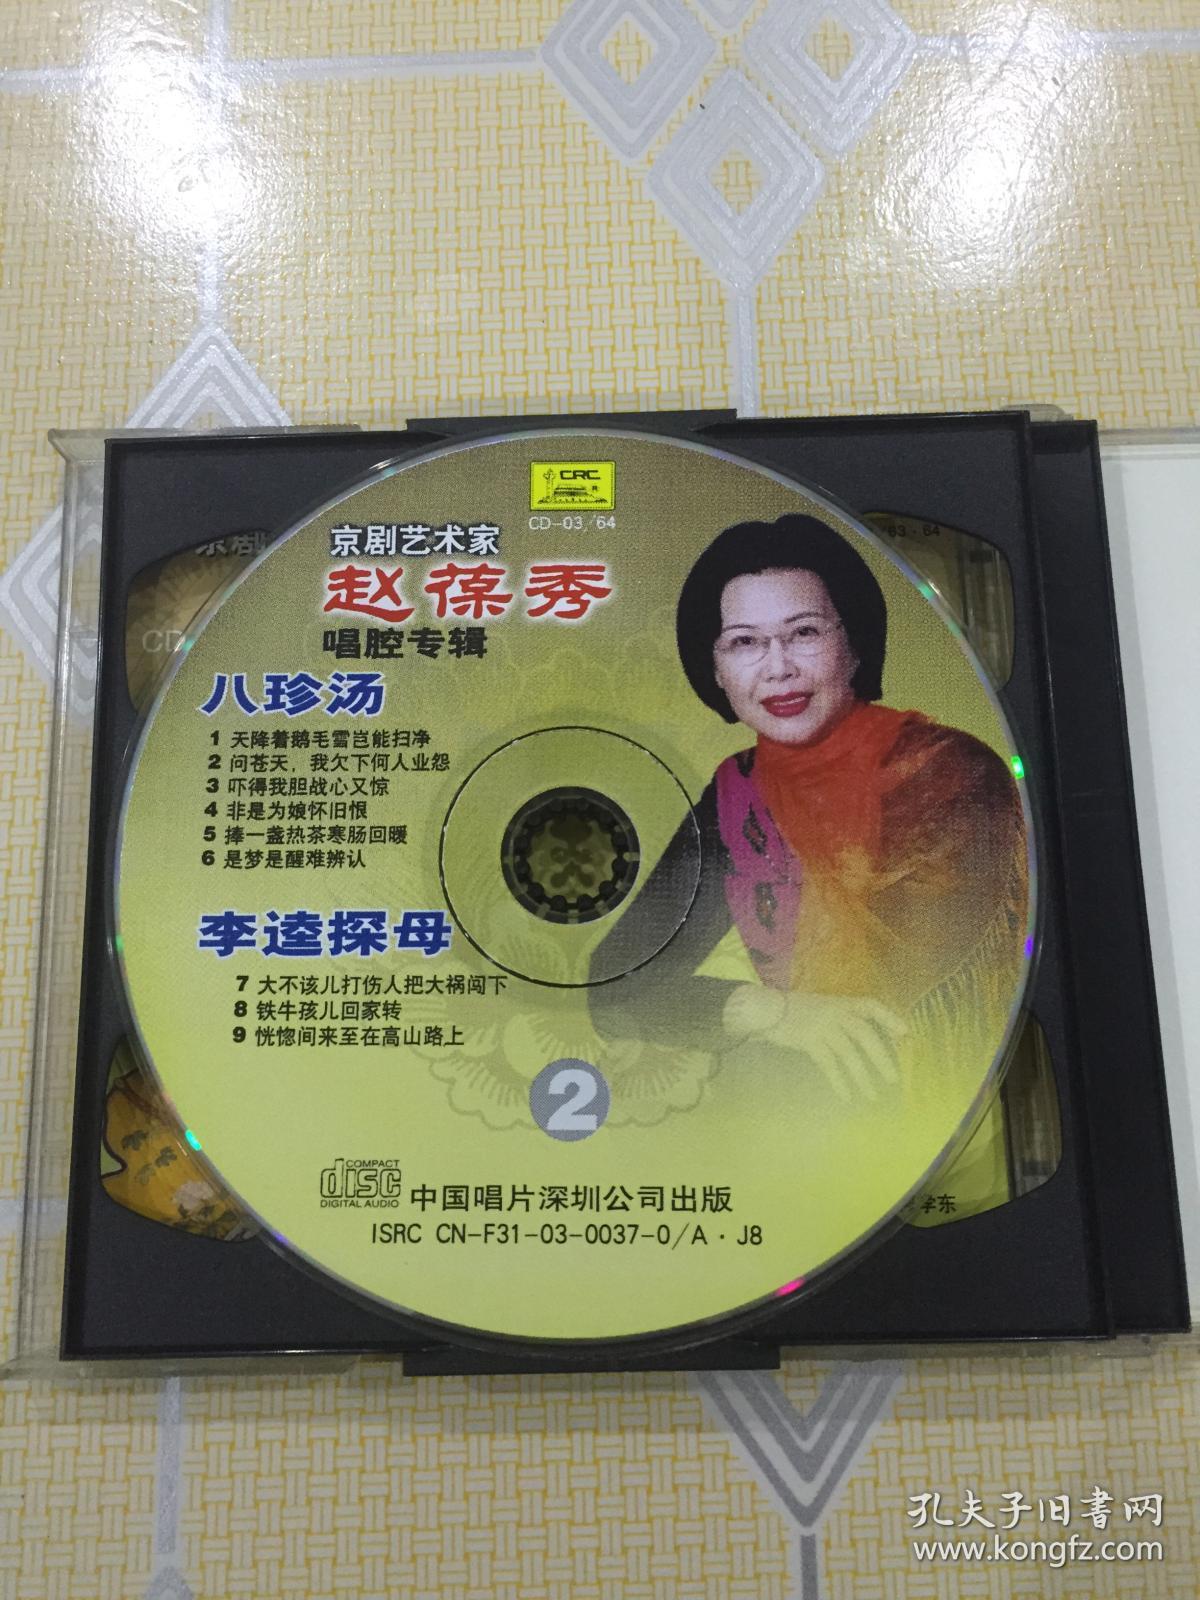 CRC
CD-03/64
京剧艺术家
赵葆秀
唱腔专辑
八珍汤
1 天降着鹅毛雪岂能扫净
2 问苍天，我欠下何人业怨
3 吓得我胆战心又惊
4 非是为娘怀旧恨
5 捧一盏热茶寒肠回暖
6 是梦是醒难辨认
李逵探母
7 大不该儿打伤人把大祸闯下
8 铁牛孩儿回家转
9 恍惚间来至在高山路上
2
COMPACT
disc
DIGITAL AUDIO
中国唱片深圳公司出版
ISRC CN-F31-03-0037-0/A·J8
京剧
CD
63·64
学东
孔夫子旧书网
www.kongfz.com